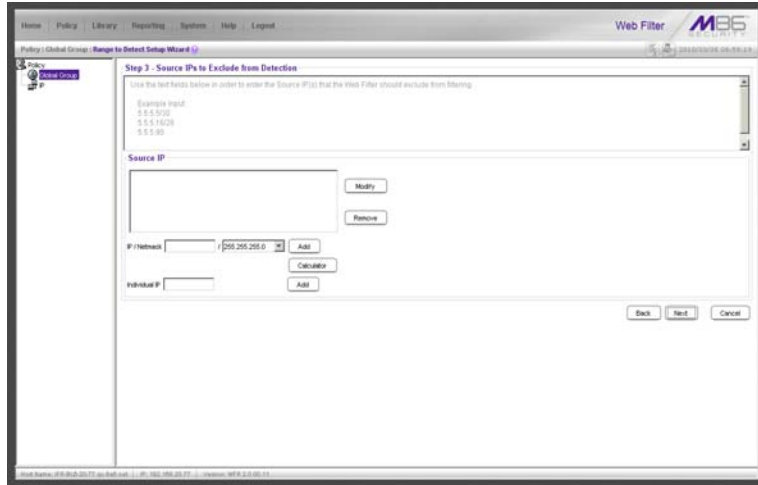 Home Policy Library Reporting System Help Logout
Web Filter
M86 SECURITY
Policy | Global Group | Range to Detect Setup Wizard
Policy
Global Group
IP
Step 3 - Source IPs to Exclude from Detection
Use the text fields below in order to enter the Source IP(s) that the Web Filter should exclude from filtering.
Example Input
5.5.5.5/32
5.5.5.16/28
Source IP
Modify
Remove
IP / Netmask / 255.255.255.0 Add
Calculator
Individual IP Add
Back Next Cancel